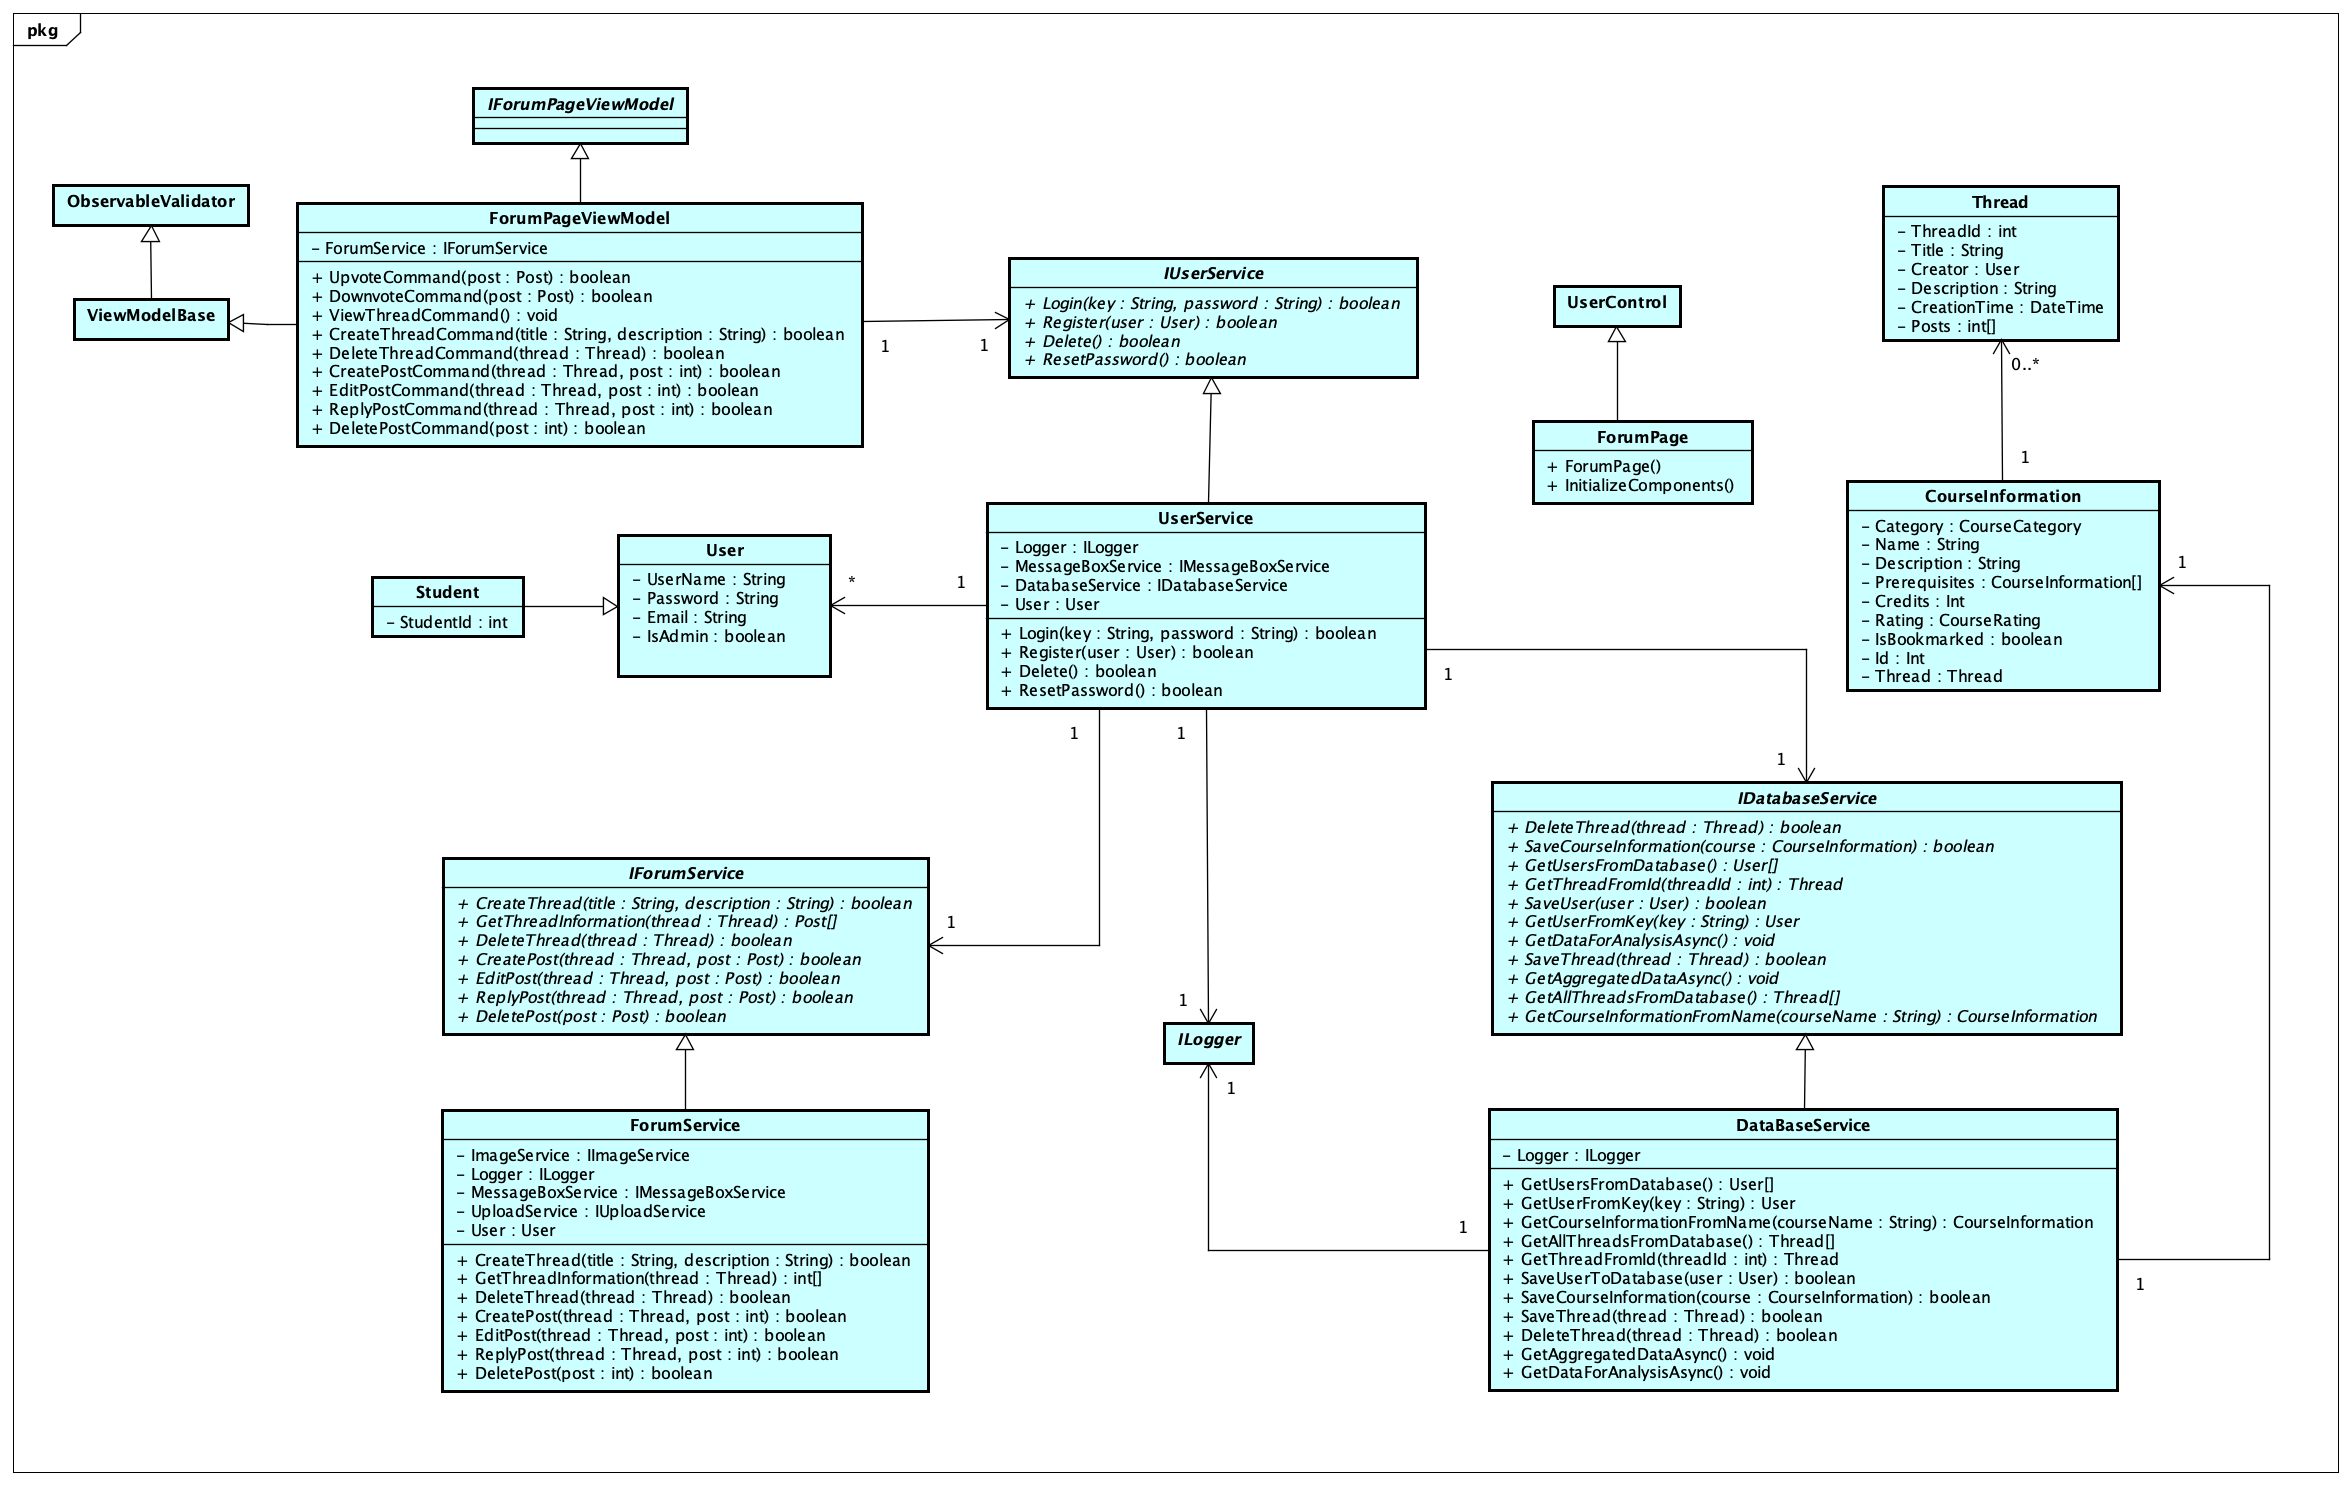 pkg
IForumPageViewModel
ObservableValidator
ViewModelBase
ForumPageViewModel
- ForumService : IForumService
+ UpvoteCommand(post : Post) : boolean
+ DownvoteCommand(post : Post) : boolean
+ ViewThreadCommand() : void
+ CreateThreadCommand(title : String, description : String) : boolean
+ DeleteThreadCommand(thread : Thread) : boolean
+ CreatePostCommand(thread : Thread, post : int) : boolean
+ EditPostCommand(thread : Thread, post : int) : boolean
+ ReplyPostCommand(thread : Thread, post : int) : boolean
+ DeletePostCommand(post : int) : boolean
1
1
IUserService
+ Login(key : String, password : String) : boolean
+ Register(user : User) : boolean
+ Delete() : boolean
+ ResetPassword() : boolean
UserControl
ForumPage
+ ForumPage()
+ InitializeComponents()
Thread
- ThreadId : int
- Title : String
- Creator : User
- Description : String
- CreationTime : DateTime
- Posts : int[]
0..*
1
CourseInformation
- Category : CourseCategory
- Name : String
- Description : String
- Prerequisites : CourseInformation[]
- Credits : Int
- Rating : CourseRating
- IsBookmarked : boolean
- Id : Int
- Thread : Thread
1
Student
- StudentId : int
User
- UserName : String
- Password : String
- Email : String
- IsAdmin : boolean
*
1
UserService
- Logger : ILogger
- MessageBoxService : IMessageBoxService
- DatabaseService : IDatabaseService
- User : User
+ Login(key : String, password : String) : boolean
+ Register(user : User) : boolean
+ Delete() : boolean
+ ResetPassword() : boolean
1
1
1
1
IDatabaseService
+ DeleteThread(thread : Thread) : boolean
+ SaveCourseInformation(course : CourseInformation) : boolean
+ GetUsersFromDatabase() : User[]
+ GetThreadFromId(threadId : int) : Thread
+ SaveUser(user : User) : boolean
+ GetUserFromKey(key : String) : User
+ GetDataForAnalysisAsync() : void
+ SaveThread(thread : Thread) : boolean
+ GetAggregatedDataAsync() : void
+ GetAllThreadsFromDatabase() : Thread[]
+ GetCourseInformationFromName(courseName : String) : CourseInformation
IForumService
+ CreateThread(title : String, description : String) : boolean
+ GetThreadInformation(thread : Thread) : Post[]
+ DeleteThread(thread : Thread) : boolean
+ CreatePost(thread : Thread, post : Post) : boolean
+ EditPost(thread : Thread, post : Post) : boolean
+ ReplyPost(thread : Thread, post : Post) : boolean
+ DeletePost(post : Post) : boolean
1
1
ILogger
1
ForumService
- ImageService : IImageService
- Logger : ILogger
- MessageBoxService : IMessageBoxService
- UploadService : IUploadService
- User : User
+ CreateThread(title : String, description : String) : boolean
+ GetThreadInformation(thread : Thread) : int[]
+ DeleteThread(thread : Thread) : boolean
+ CreatePost(thread : Thread, post : int) : boolean
+ EditPost(thread : Thread, post : int) : boolean
+ ReplyPost(thread : Thread, post : int) : boolean
+ DeletePost(post : int) : boolean
1
DataBaseService
- Logger : ILogger
+ GetUsersFromDatabase() : User[]
+ GetUserFromKey(key : String) : User
+ GetCourseInformationFromName(courseName : String) : CourseInformation
+ GetAllThreadsFromDatabase() : Thread[]
+ GetThreadFromId(threadId : int) : Thread
+ SaveUserToDatabase(user : User) : boolean
+ SaveCourseInformation(course : CourseInformation) : boolean
+ SaveThread(thread : Thread) : boolean
+ DeleteThread(thread : Thread) : boolean
+ GetAggregatedDataAsync() : void
+ GetDataForAnalysisAsync() : void
1